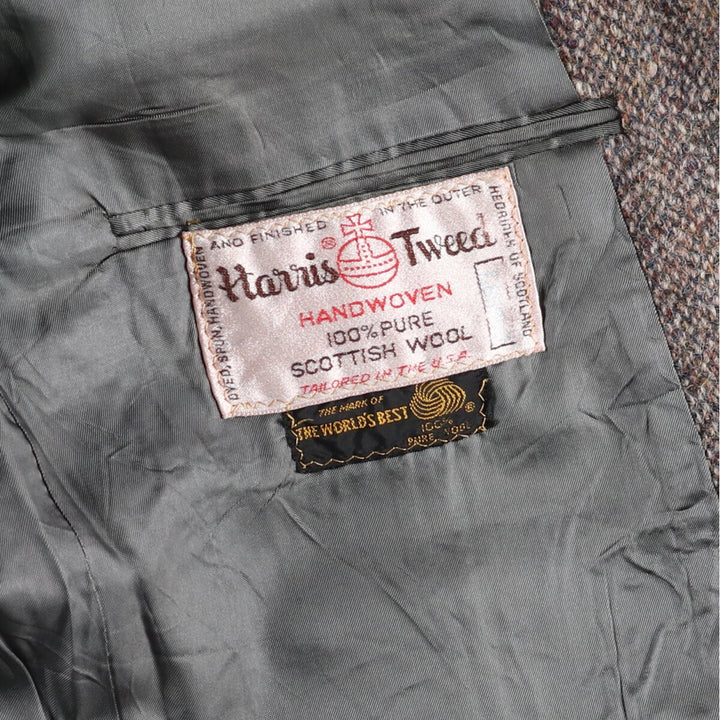 DYED, SPUN, HANDWOVEN
AND FINISHED IN THE OUTER
HEBRIDES OF SCOTLAND
Harris Tweed
®
HANDWOVEN
100% PURE
SCOTTISH WOOL
TAILORED IN THE U.S.A.
THE MARK OF
THE WORLD'S BEST
®
100%
PURE WOOL